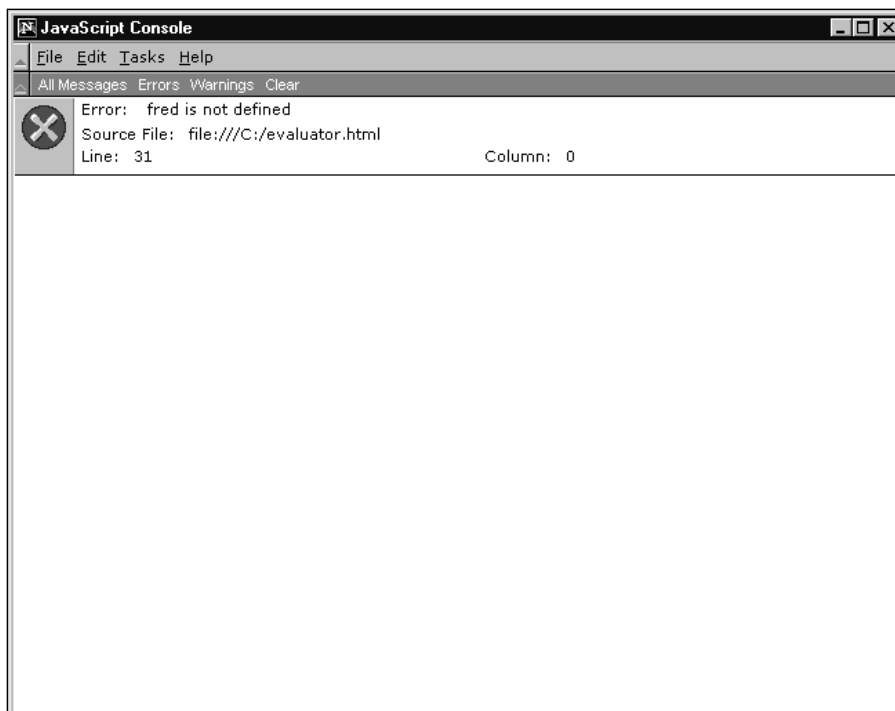 JavaScript Console
File Edit Tasks Help
All Messages Errors Warnings Clear
Error: fred is not defined
Source File: file:///C:/evaluator.html
Line: 31 Column: 0